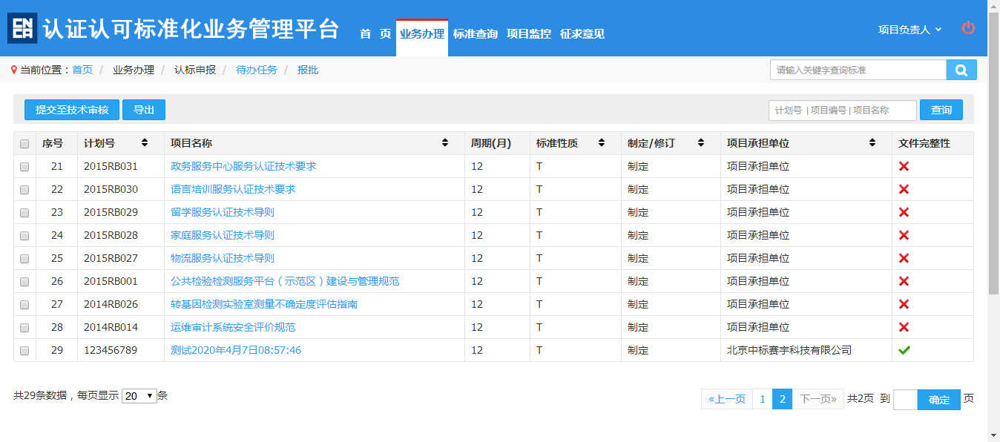 认证认可标准化业务管理平台 首 页 业务办理 标准查询 项目监控 征求意见 项目负责人
当前位置：首页 / 业务办理 / 认标申报 / 待办任务 / 报批 请输入关键字查询标准
提交至技术审核 导出 计划号 | 项目编号 | 项目名称 查询
序号 计划号 项目名称 周期(月) 标准性质 制定/修订 项目承担单位 文件完整性
21 2015RB031 政务服务中心服务认证技术要求 12 T 制定 项目承担单位
22 2015RB030 语言培训服务认证技术要求 12 T 制定 项目承担单位
23 2015RB029 留学服务认证技术导则 12 T 制定 项目承担单位
24 2015RB028 家庭服务认证技术导则 12 T 制定 项目承担单位
25 2015RB027 物流服务认证技术导则 12 T 制定 项目承担单位
26 2015RB001 公共检验检测服务平台（示范区）建设与管理规范 12 T 制定 项目承担单位
27 2014RB026 转基因检测实验室测量不确定度评估指南 12 T 制定 项目承担单位
28 2014RB014 运维审计系统安全评价规范 12 T 制定 项目承担单位
29 123456789 测试2020年4月7日08:57:46 12 T 制定 北京中标赛宇科技有限公司
共29条数据，每页显示 20 条 «上一页 1 2 下一页» 共2页 到 确定 页